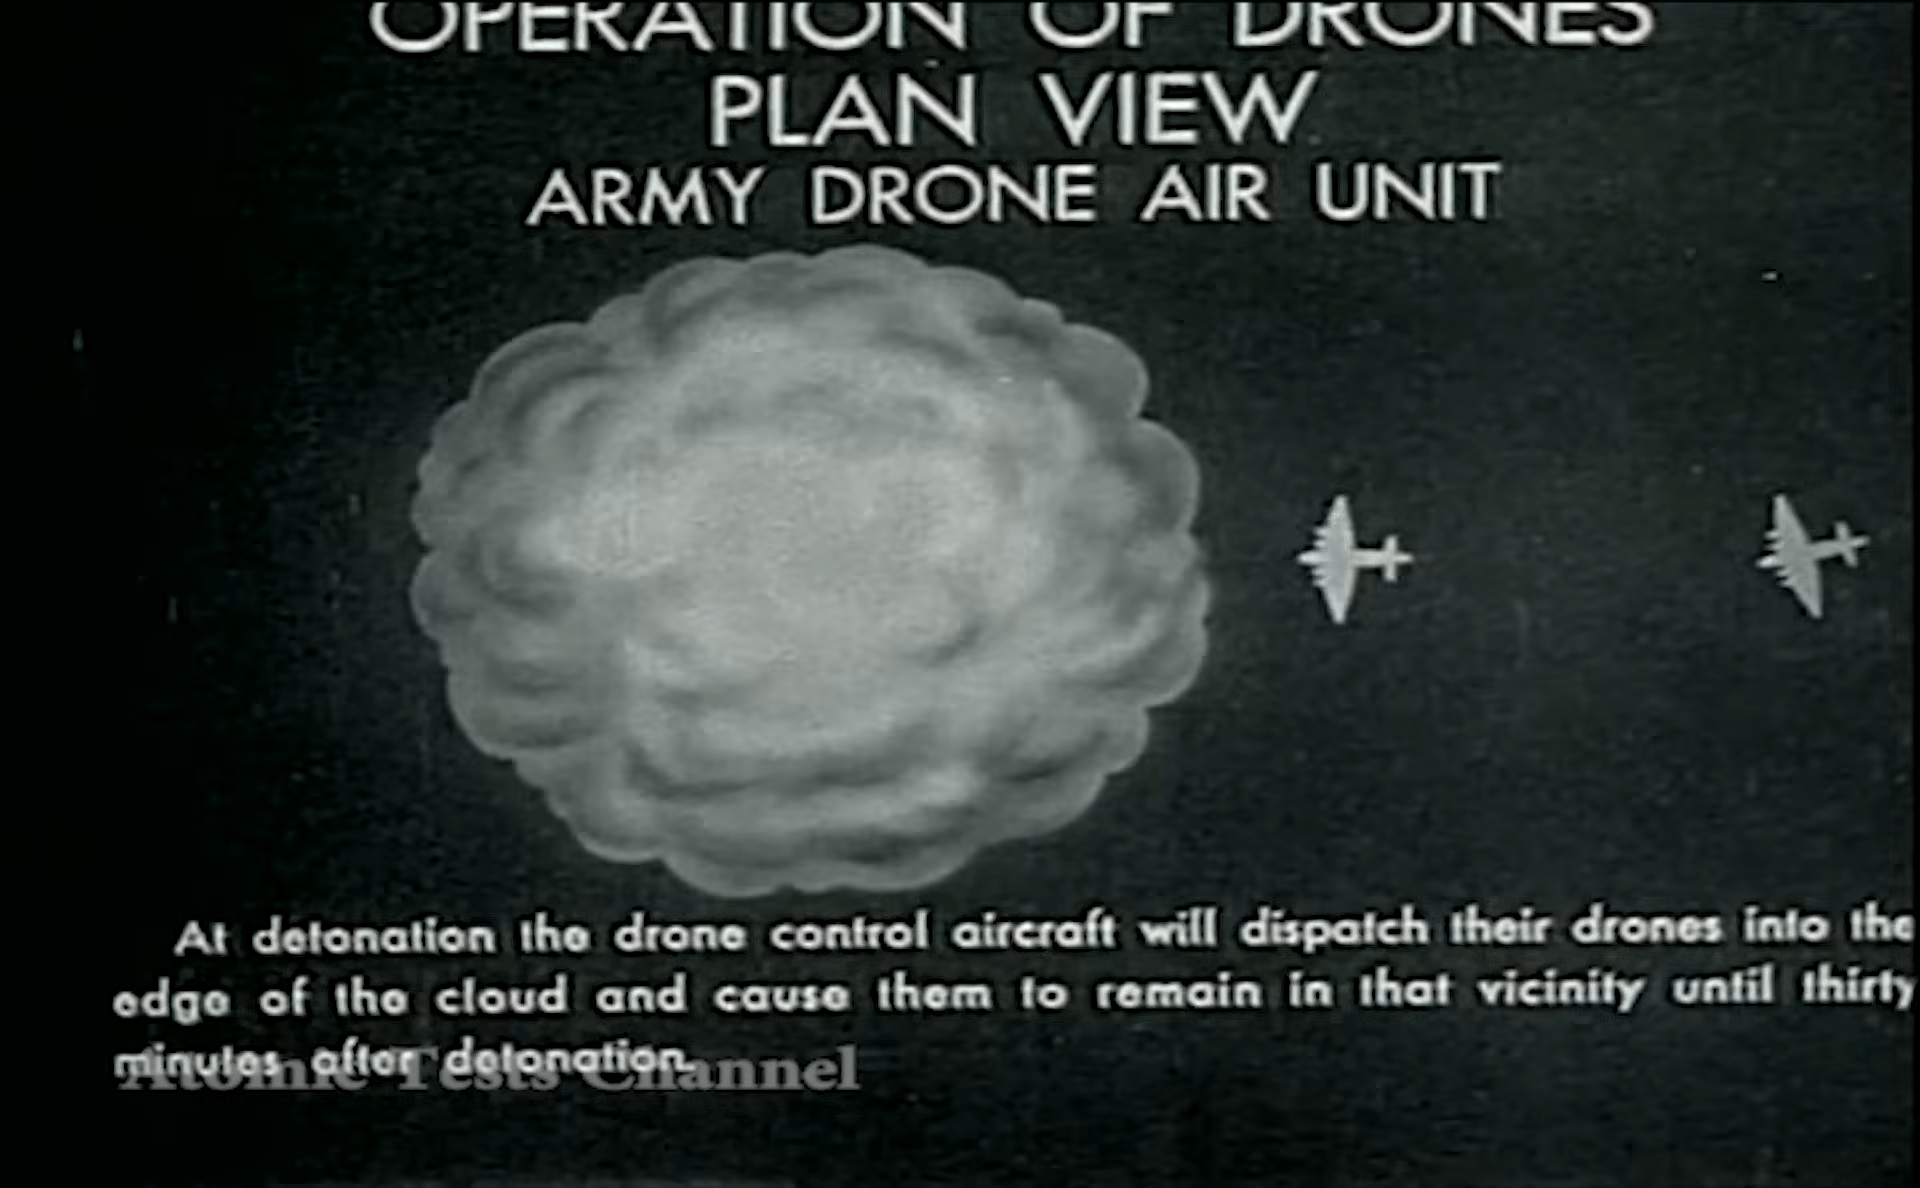 OPERATION OF DRONES
PLAN VIEW
ARMY DRONE AIR UNIT
At detonation the drone control aircraft will dispatch their drones into the
edge of the cloud and cause them to remain in that vicinity until thirty
minutes after detonation.
Atomic Tests Channel